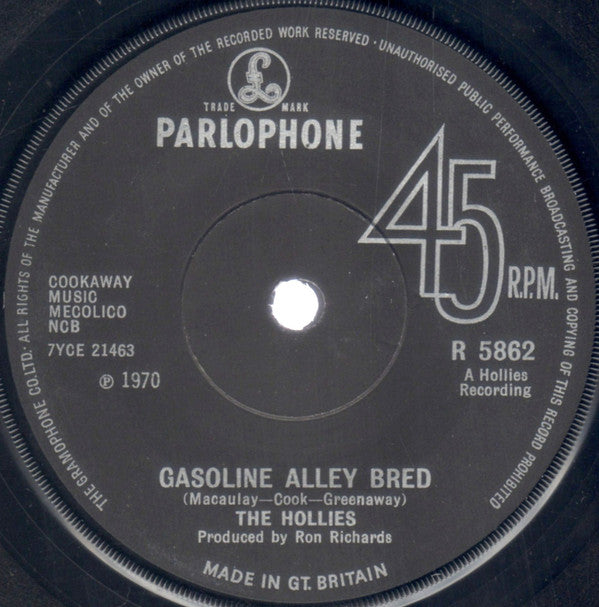 THE GRAMOPHONE CO. LTD. ALL RIGHTS OF THE MANUFACTURER AND OF THE OWNER OF THE RECORDED WORK RESERVED · UNAUTHORISED PUBLIC PERFORMANCE BROADCASTING AND COPYING OF THIS RECORD PROHIBITED
£
TRADE MARK
PARLOPHONE
45
R.P.M.
COOKAWAY
MUSIC
MECOLICO
NCB
7YCE 21463
℗ 1970
R 5862
A Hollies
Recording
GASOLINE ALLEY BRED
(Macaulay—Cook—Greenaway)
THE HOLLIES
Produced by Ron Richards
MADE IN GT. BRITAIN